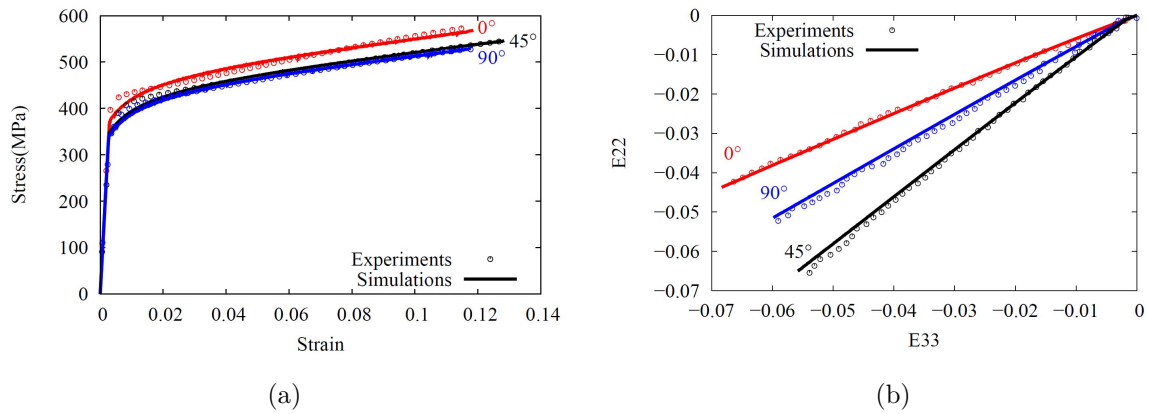 600
500
400
300
200
100
0
Stress(MPa)
0°
45°
90°
Experiments
Simulations
0 0.02 0.04 0.06 0.08 0.1 0.12 0.14
Strain
(a)
0
−0.01
−0.02
−0.03
−0.04
−0.05
−0.06
−0.07
E22
Experiments
Simulations
0°
90°
45°
−0.07 −0.06 −0.05 −0.04 −0.03 −0.02 −0.01 0
E33
(b)